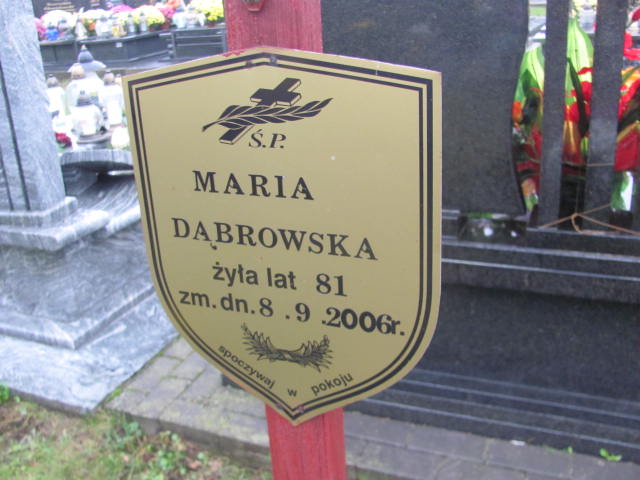 Ś.P.
MARIA
DĄBROWSKA
żyła lat 81
zm. dn. 8.9.2006r.
spoczywaj w pokoju